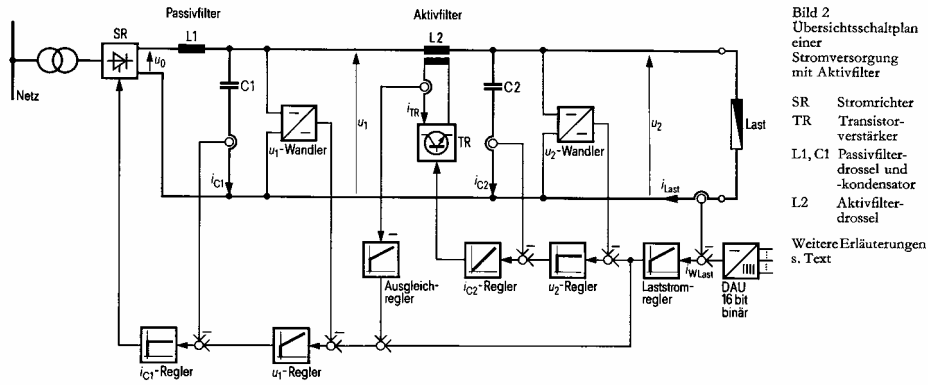 Passivfilter
Aktivfilter
SR
L1
L2
u0
Netz
C1
iC1
u1-Wandler
u1
iTR
TR
C2
iC2
u2-Wandler
u2
iLast
Last
Ausgleich-
regler
iC2-Regler
u2-Regler
Laststrom-
regler
iWLast
DAU
16 bit
binär
iC1-Regler
u1-Regler
Bild 2
Übersichtsschaltplan
einer
Stromversorgung
mit Aktivfilter
SR Stromrichter
TR Transistor-
verstärker
L1, C1 Passivfilter-
drossel und
-kondensator
L2 Aktivfilter-
drossel
Weitere Erläuterungen
s. Text